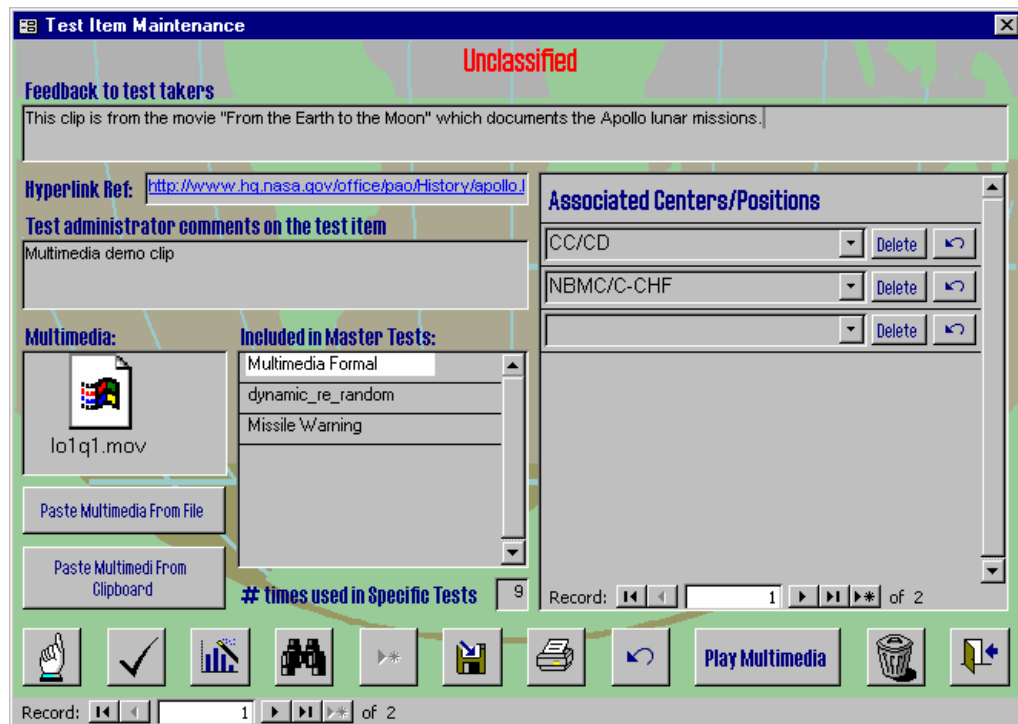 Test Item Maintenance
Unclassified
Feedback to test takers
This clip is from the movie "From the Earth to the Moon" which documents the Apollo lunar missions.
Hyperlink Ref: http://www.hq.nasa.gov/office/pao/History/apollo.
Test administrator comments on the test item
Multimedia demo clip
Associated Centers/Positions
CC/CD Delete
NBMC/C-CHF Delete
Delete
Multimedia:
lo1q1.mov
Included in Master Tests:
Multimedia Formal
dynamic_re_random
Missile Warning
Paste Multimedia From File
Paste Multimedi From
Clipboard
# times used in Specific Tests 9
Record: 1 of 2
Play Multimedia
Record: 1 of 2